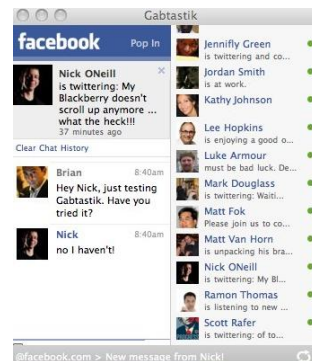 Gabtastik
facebook
Pop In
Nick ONeill
is twittering: My
Blackberry doesn't
scroll up anymore ...
what the heck!!!
37 minutes ago
Clear Chat History
Brian 8:40am
Hey Nick, just testing
Gabtastik. Have you
tried it?
Nick 8:40am
no I haven't!
Jennifly Green
is twittering and co...
Jordan Smith
is at work.
Kathy Johnson
Lee Hopkins
is enjoying a good o...
Luke Armour
must be bad luck. De...
Mark Douglass
is twittering: Waiti...
Matt Fok
Please join us to co...
Matt Van Horn
is unpacking his bra...
Nick ONeill
is twittering: My Bl...
Ramon Thomas
is listening to new ...
Scott Rafer
is twittering: of to...
@facebook.com > New message from Nick!